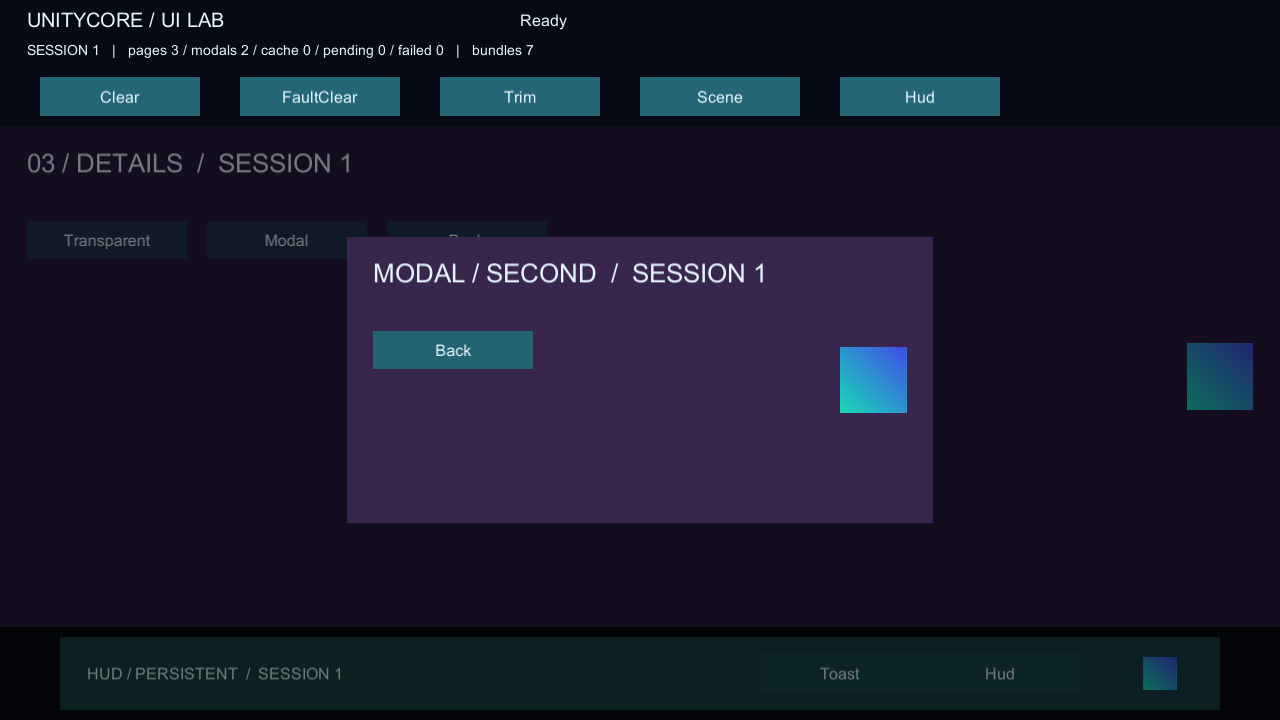 UNITYCORE / UI LAB
Ready
SESSION 1 | pages 3 / modals 2 / cache 0 / pending 0 / failed 0 | bundles 7
Clear
FaultClear
Trim
Scene
Hud
03 / DETAILS / SESSION 1
Transparent
Modal
MODAL / SECOND / SESSION 1
Back
HUD / PERSISTENT / SESSION 1
Toast
Hud